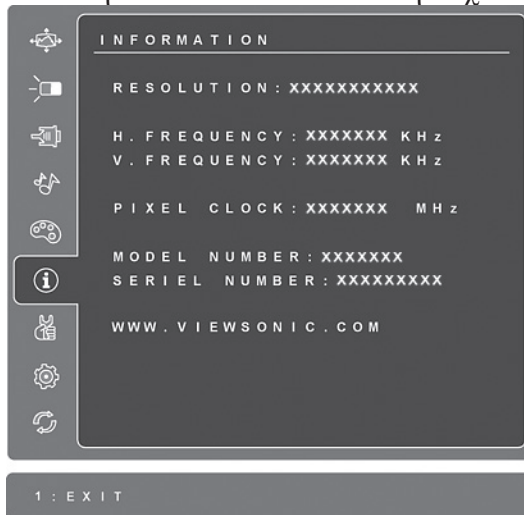 INFORMATION
RESOLUTION: XXXXXXXXXXX
H. FREQUENCY: XXXXXXX KHz
V. FREQUENCY: XXXXXXX KHz
PIXEL CLOCK: XXXXXXX MHz
MODEL NUMBER: XXXXXXX
SERIEL NUMBER: XXXXXXXXX
WWW.VIEWSONIC.COM
1: EXIT